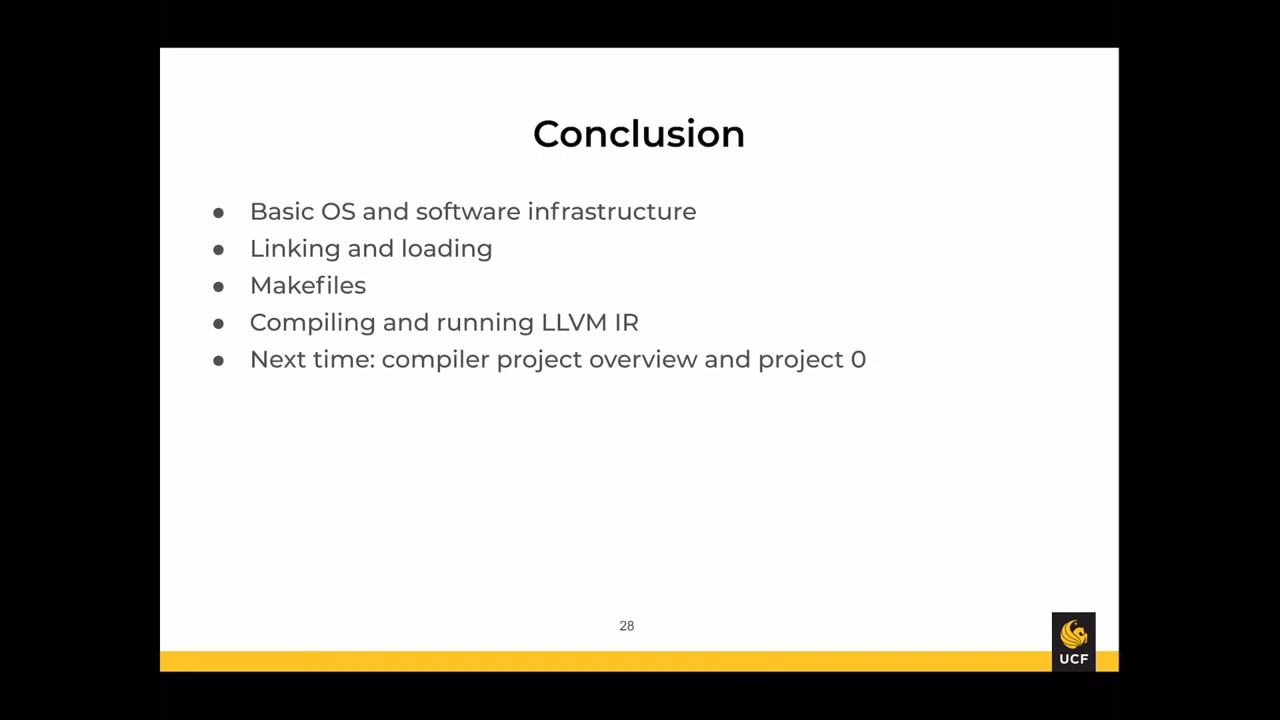 Conclusion
● Basic OS and software infrastructure
● Linking and loading
● Makefiles
● Compiling and running LLVM IR
● Next time: compiler project overview and project 0
28
UCF